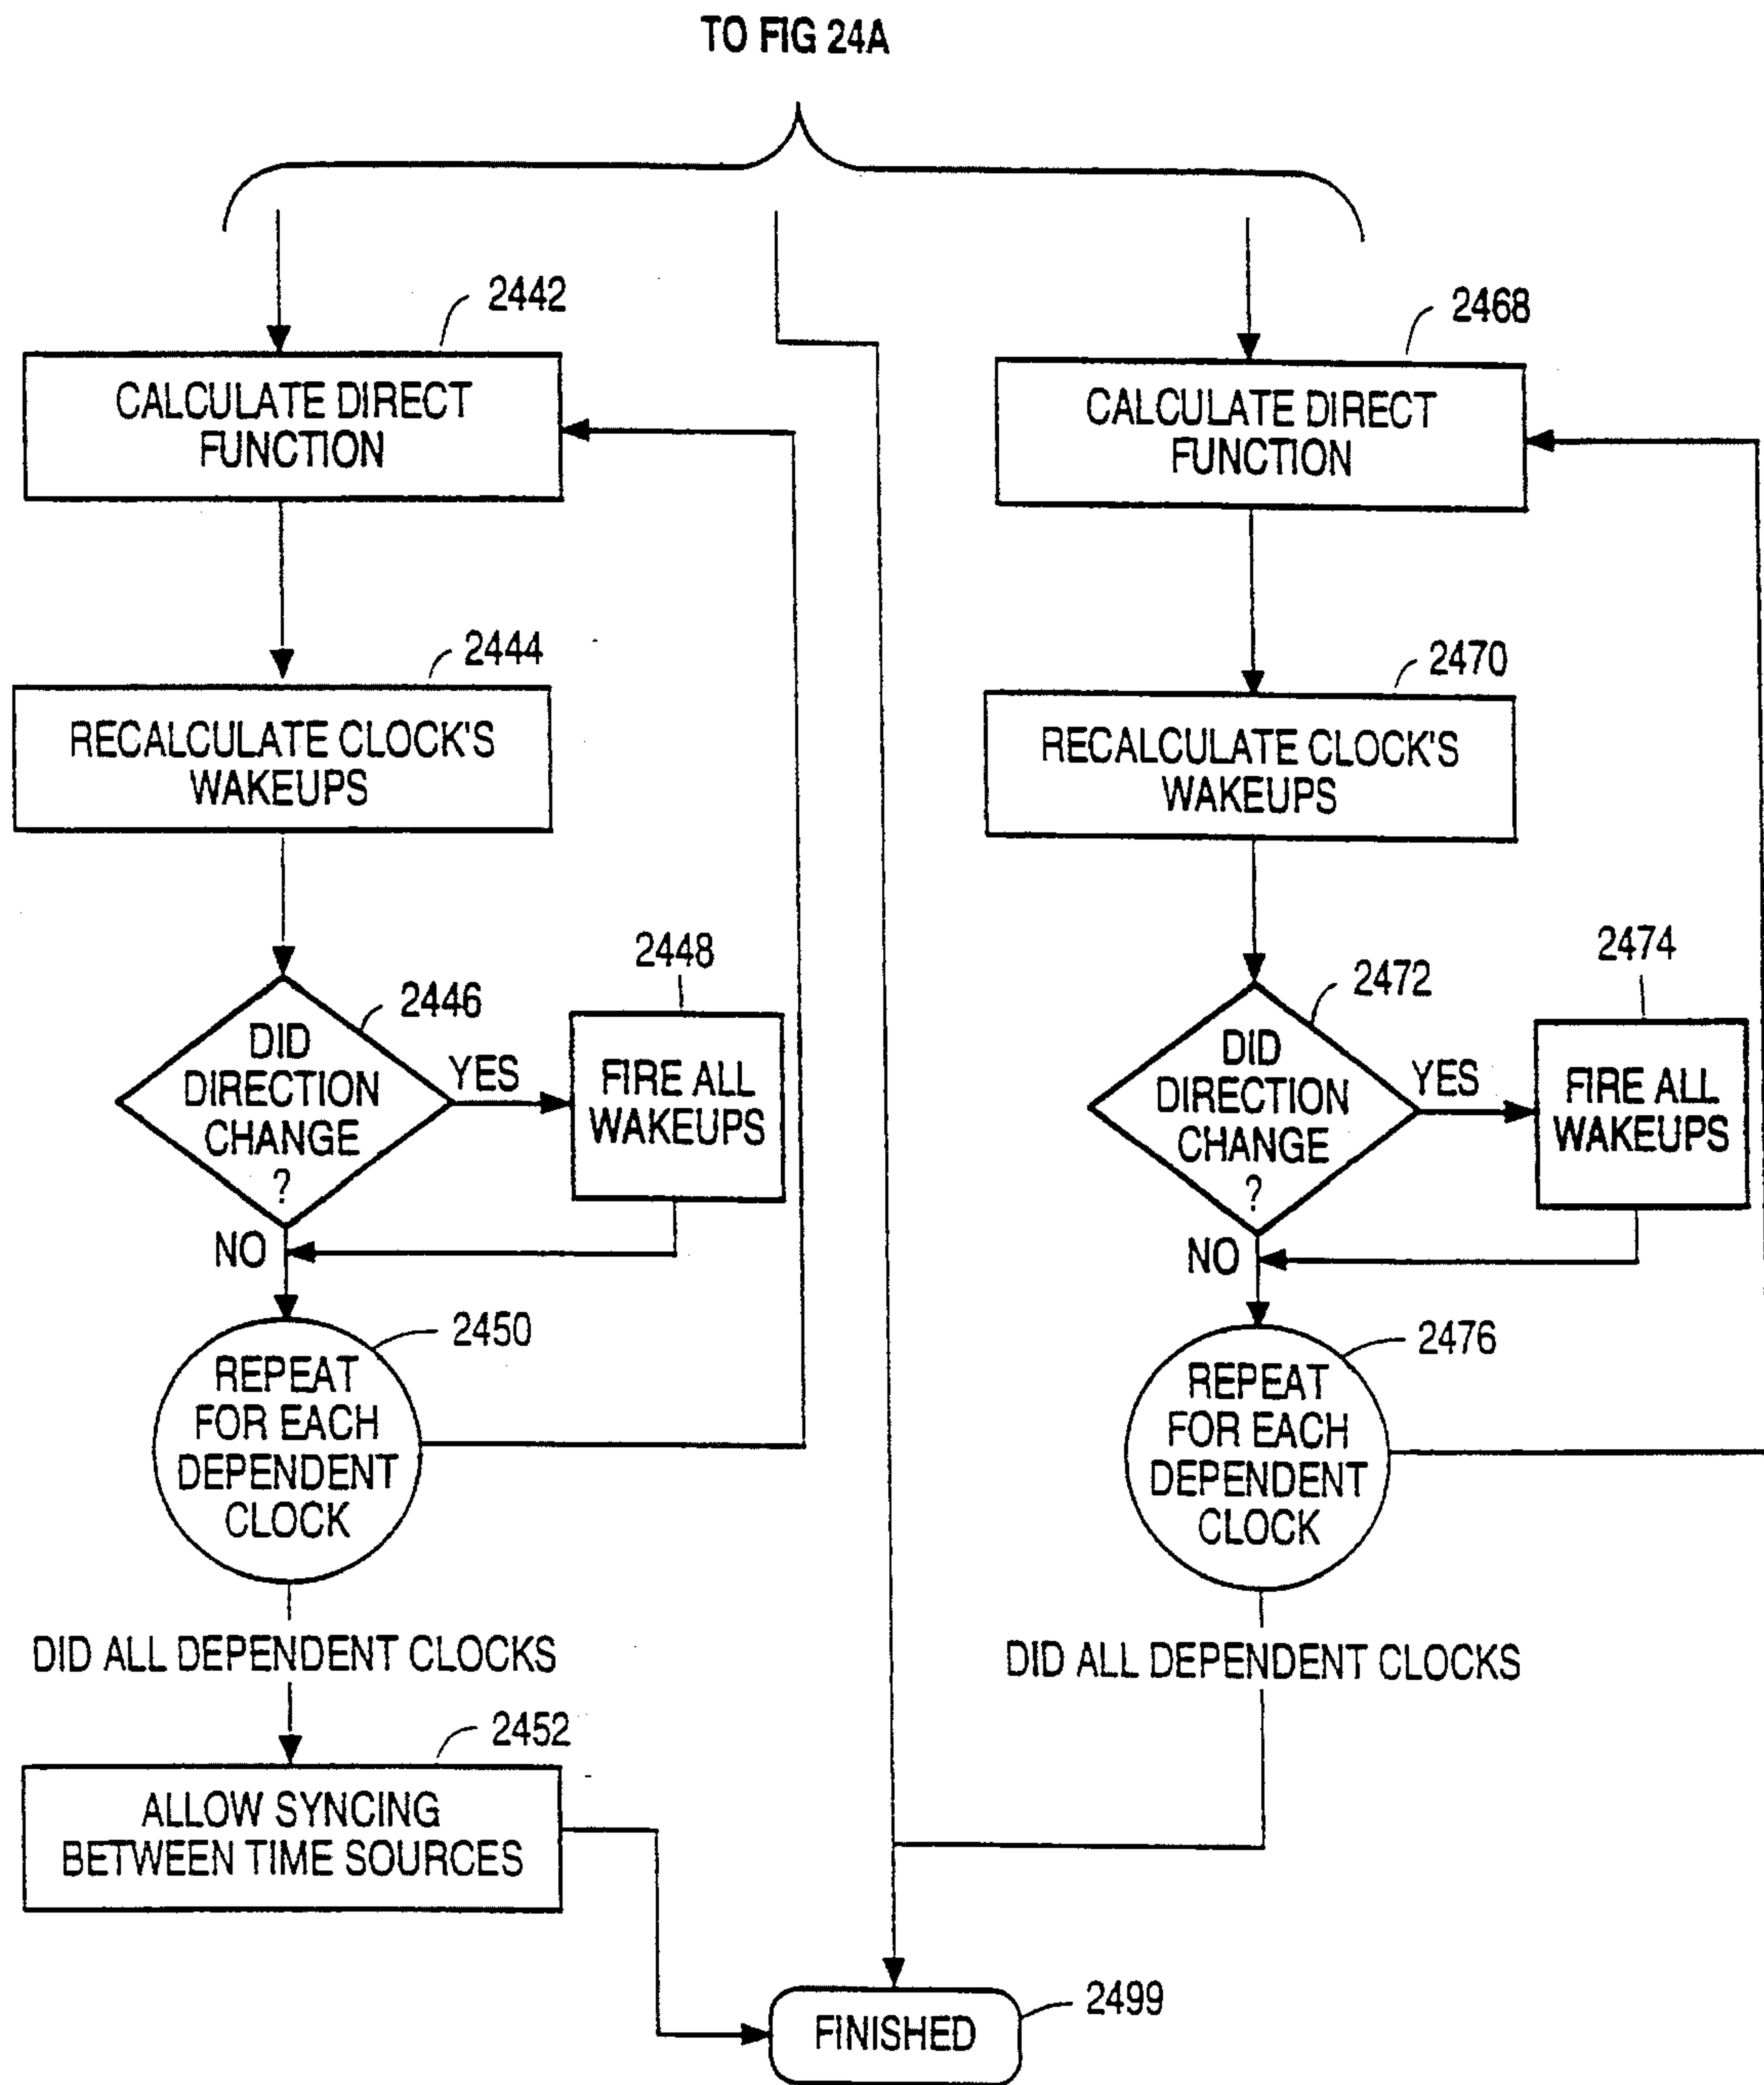 TO FIG 24A
2442
CALCULATE DIRECT
FUNCTION
2444
RECALCULATE CLOCK'S
WAKEUPS
2446
DID
DIRECTION
CHANGE
?
YES
NO
2448
FIRE ALL
WAKEUPS
2450
REPEAT
FOR EACH
DEPENDENT
CLOCK
DID ALL DEPENDENT CLOCKS
2452
ALLOW SYNCING
BETWEEN TIME SOURCES
2468
CALCULATE DIRECT
FUNCTION
2470
RECALCULATE CLOCK'S
WAKEUPS
2472
DID
DIRECTION
CHANGE
?
YES
NO
2474
FIRE ALL
WAKEUPS
2476
REPEAT
FOR EACH
DEPENDENT
CLOCK
DID ALL DEPENDENT CLOCKS
2499
FINISHED